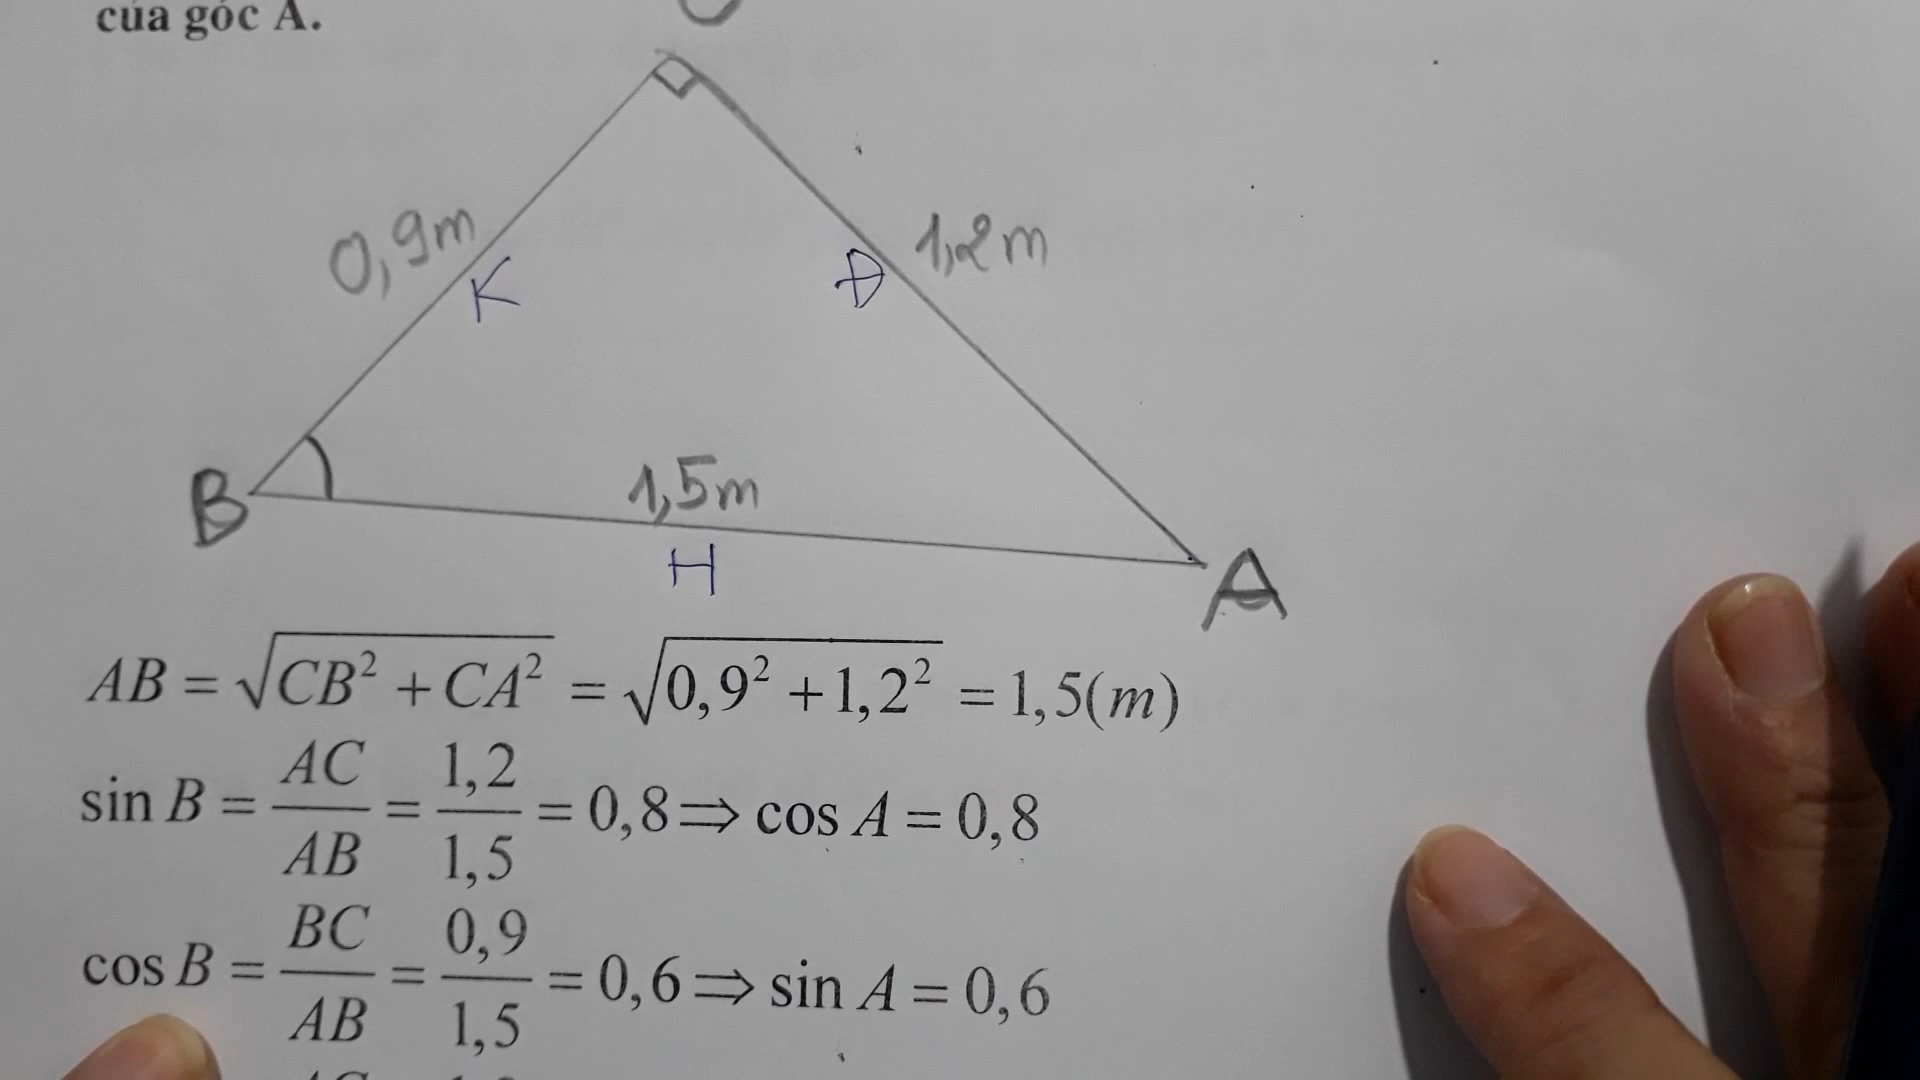 của góc A.
0,9m
K
Đ
1,2m
B
1,5m
H
A
AB = √(CB² + CA²) = √(0,9² + 1,2²) = 1,5(m)
sin B = AC/AB = 1,2/1,5 = 0,8 ⇒ cos A = 0,8
cos B = BC/AB = 0,9/1,5 = 0,6 ⇒ sin A = 0,6